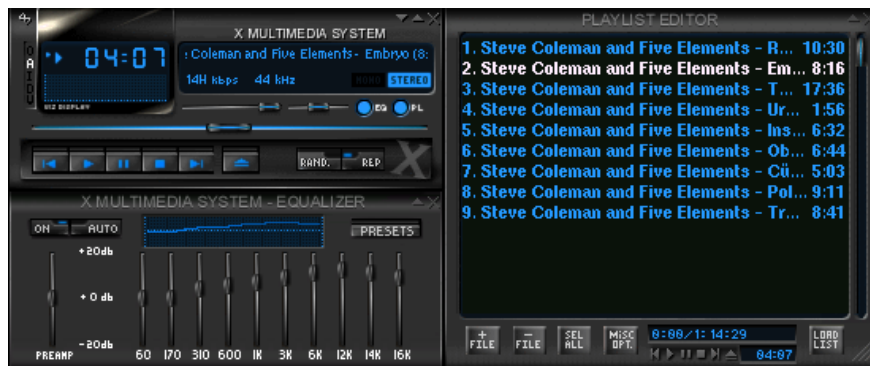 X MULTIMEDIA SYSTEM
O
A
I
D
V
04:07
: Coleman and Five Elements- Embryo (8:
14H kbps 44 kHz
MONO STEREO
VIZ DISPLAY
EQ PL
RAND. REP
X
X MULTIMEDIA SYSTEM - EQUALIZER
ON AUTO
PRESETS
+20db
+0 db
-20db
PREAMP 60 170 310 600 1K 3K 6K 12K 14K 16K
PLAYLIST EDITOR
1. Steve Coleman and Five Elements - R... 10:30
2. Steve Coleman and Five Elements - Em... 8:16
3. Steve Coleman and Five Elements - T... 17:36
4. Steve Coleman and Five Elements - Ur... 1:56
5. Steve Coleman and Five Elements - Ins... 6:32
6. Steve Coleman and Five Elements - Ob... 6:44
7. Steve Coleman and Five Elements - Cü... 5:03
8. Steve Coleman and Five Elements - Pol... 9:11
9. Steve Coleman and Five Elements - Tr... 8:41
+ FILE
- FILE
SEL ALL
MISC OPT.
0:00/1:14:29
04:07
LOAD LIST